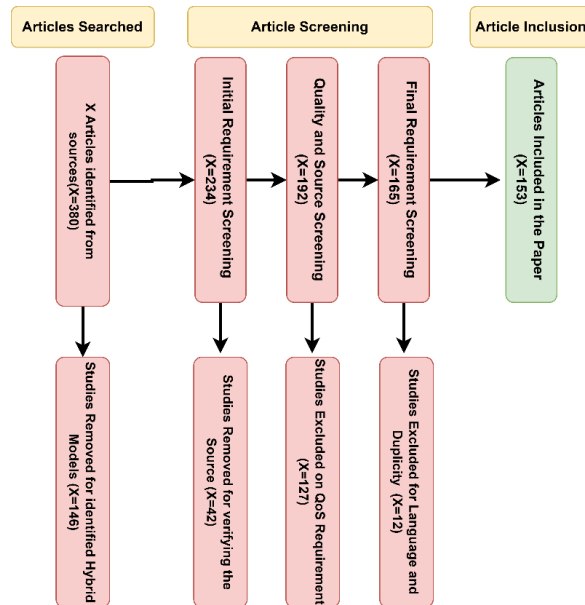 Articles Searched
Article Screening
Article Inclusion
X Articles identified from
sources(X=380)
Initial Requirement Screening
(X=234)
Quality and Source Screening
(X=192)
Final Requirement Screening
(X=165)
Articles Included in the Paper
(X=153)
Studies Removed for identified Hybrid
Models (X=146)
Studies Removed for verifying the
Source (X=42)
Studies Excluded on QoS Requirement
(X=127)
Studies Excluded for Language and
Duplicity (X=12)